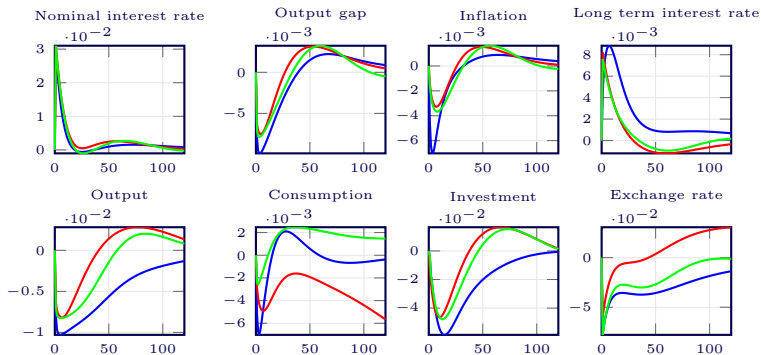 Nominal interest rate
Output gap
Inflation
Long term interest rate
·10⁻²
·10⁻³
·10⁻³
·10⁻³
3
2
1
0
0
−5
0
−2
−4
−6
8
6
4
2
0
0 50 100
0 50 100
0 50 100
0 50 100
Output
Consumption
Investment
Exchange rate
·10⁻²
·10⁻³
·10⁻²
·10⁻²
0
−0.5
−1
2
0
−2
−4
−6
0
−2
−4
0
−5
0 50 100
0 50 100
0 50 100
0 50 100